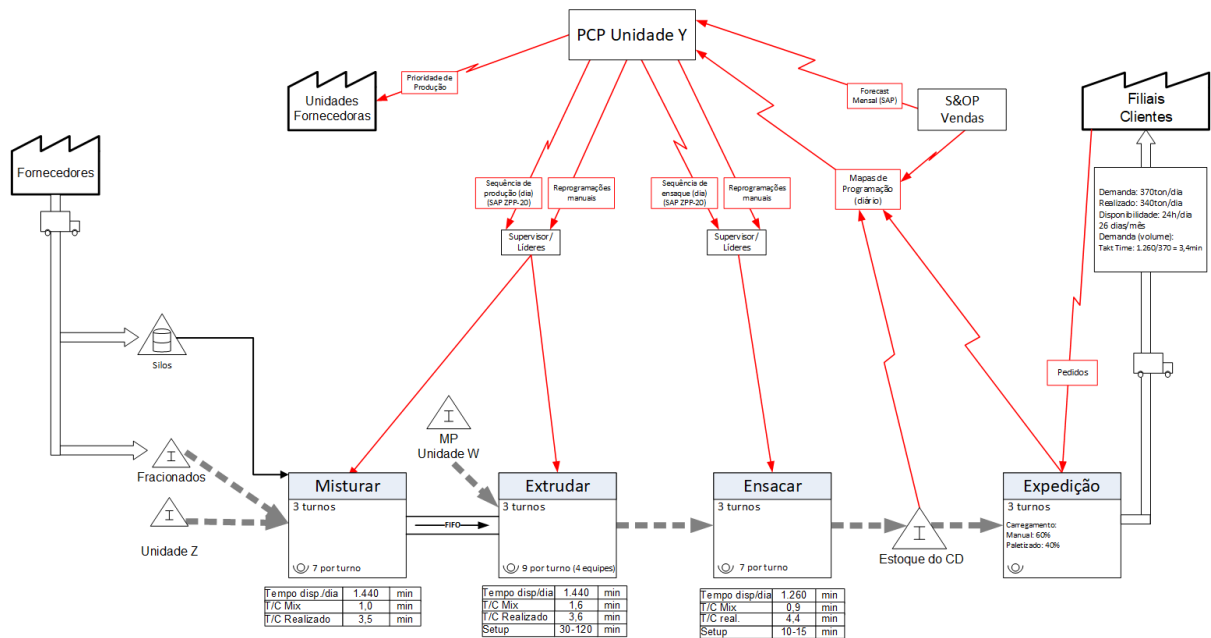 PCP Unidade Y
Prioridade de
Produção
Unidades
Fornecedoras
Forecast
Mensal (SAP)
S&OP
Vendas
Filiais
Clientes
Fornecedores
Sequência de
produção (dia)
(SAP ZPP-20)
Reprogramações
manuais
Sequência de
ensaque (dia)
(SAP ZPP-20)
Reprogramações
manuais
Mapas de
Programação
(diário)
Demanda: 370ton/dia
Realizado: 340ton/dia
Disponibilidade: 24h/dia
26 dias/mês
Demanda (volume):
Takt Time: 1.260/370 = 3,4min
Supervisor/
Líderes
Supervisor/
Líderes
Silos
Pedidos
I
MP
Unidade W
I
Fracionados
I
Unidade Z
Misturar
3 turnos
7 por turno
FIFO
Extrudar
3 turnos
9 por turno (4 equipes)
Ensacar
3 turnos
7 por turno
I
Estoque do CD
Expedição
3 turnos
Carregamento:
Manual: 60%
Paletizado: 40%
Tempo disp./dia 1.440 min
T/C Mix 1,0 min
T/C Realizado 3,5 min
Tempo disp/dia 1.440 min
T/C Mix 1,6 min
T/C Realizado 3,6 min
Setup 30-120 min
Tempo disp/dia 1.260 min
T/C Mix 0,9 min
T/C real. 4,4 min
Setup 10-15 min